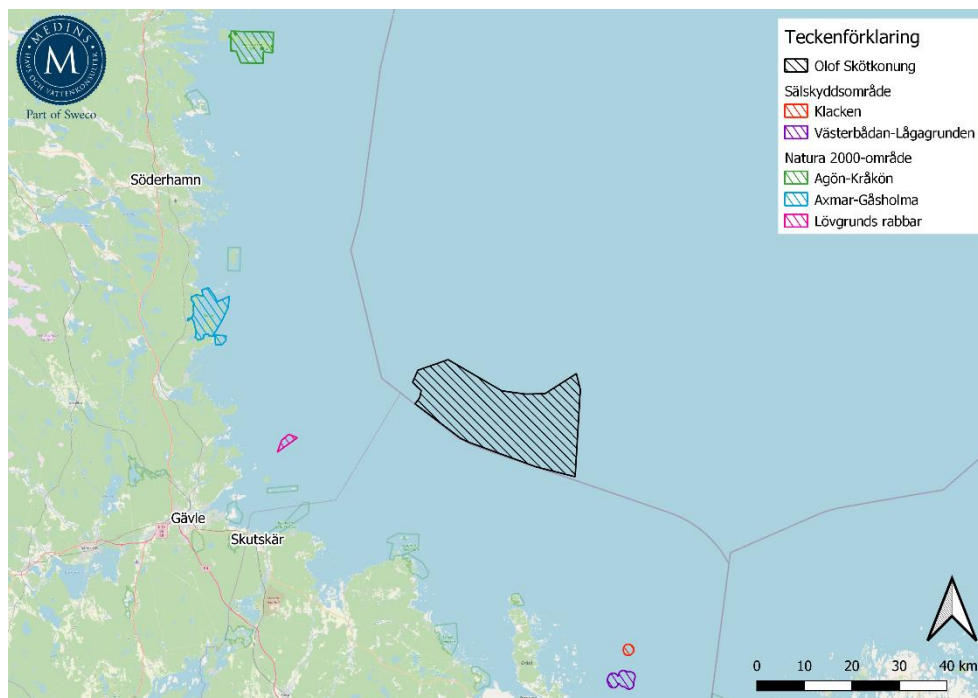 MEDINS
M
HAVS OCH VATTENKONSULTER
Part of Sweco
Teckenförklaring
Olof Skötkonung
Sälskyddsområde
Klacken
Västerbådan-Lågagrunden
Natura 2000-område
Agön-Kråkön
Axmar-Gåsholma
Lövgrunds rabbar
Söderhamn
Gävle
Skutskär
0 10 20 30 40 km